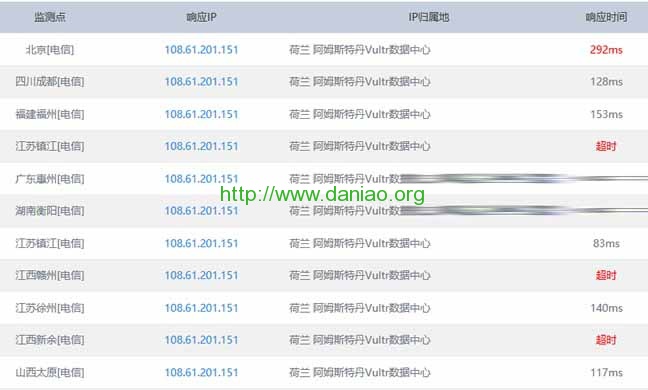 监测点 响应IP IP归属地 响应时间
北京[电信] 108.61.201.151 荷兰 阿姆斯特丹Vultr数据中心 292ms
四川成都[电信] 108.61.201.151 荷兰 阿姆斯特丹Vultr数据中心 128ms
福建福州[电信] 108.61.201.151 荷兰 阿姆斯特丹Vultr数据中心 153ms
江苏镇江[电信] 108.61.201.151 荷兰 阿姆斯特丹Vultr数据中心 超时
广东惠州[电信] 108.61.201.151 荷兰 阿姆斯特丹Vultr数
http://www.daniao.org
湖南衡阳[电信] 108.61.201.151 荷兰 阿姆斯特丹Vultr数
江苏镇江[电信] 108.61.201.151 荷兰 阿姆斯特丹Vultr数据中心 83ms
江西赣州[电信] 108.61.201.151 荷兰 阿姆斯特丹Vultr数据中心 超时
江苏徐州[电信] 108.61.201.151 荷兰 阿姆斯特丹Vultr数据中心 140ms
江西新余[电信] 108.61.201.151 荷兰 阿姆斯特丹Vultr数据中心 超时
山西太原[电信] 108.61.201.151 荷兰 阿姆斯特丹Vultr数据中心 117ms